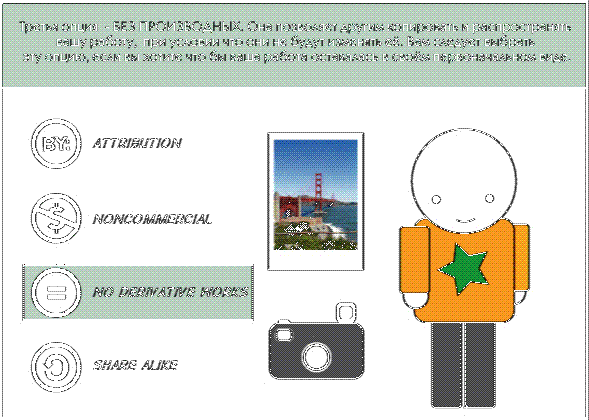 Третья опция - БЕЗ ПРОИЗВОДНЫХ. Она позволяет другим копировать и распространять
вашу работу, при условии что они не будут изменять её. Вам следует выбрать
эту опцию, если вы хотите что бы ваша работа оставалась в своём первоначальном виде.
BY:
ATTRIBUTION
NONCOMMERCIAL
NO DERIVATIVE WORKS
SHARE ALIKE